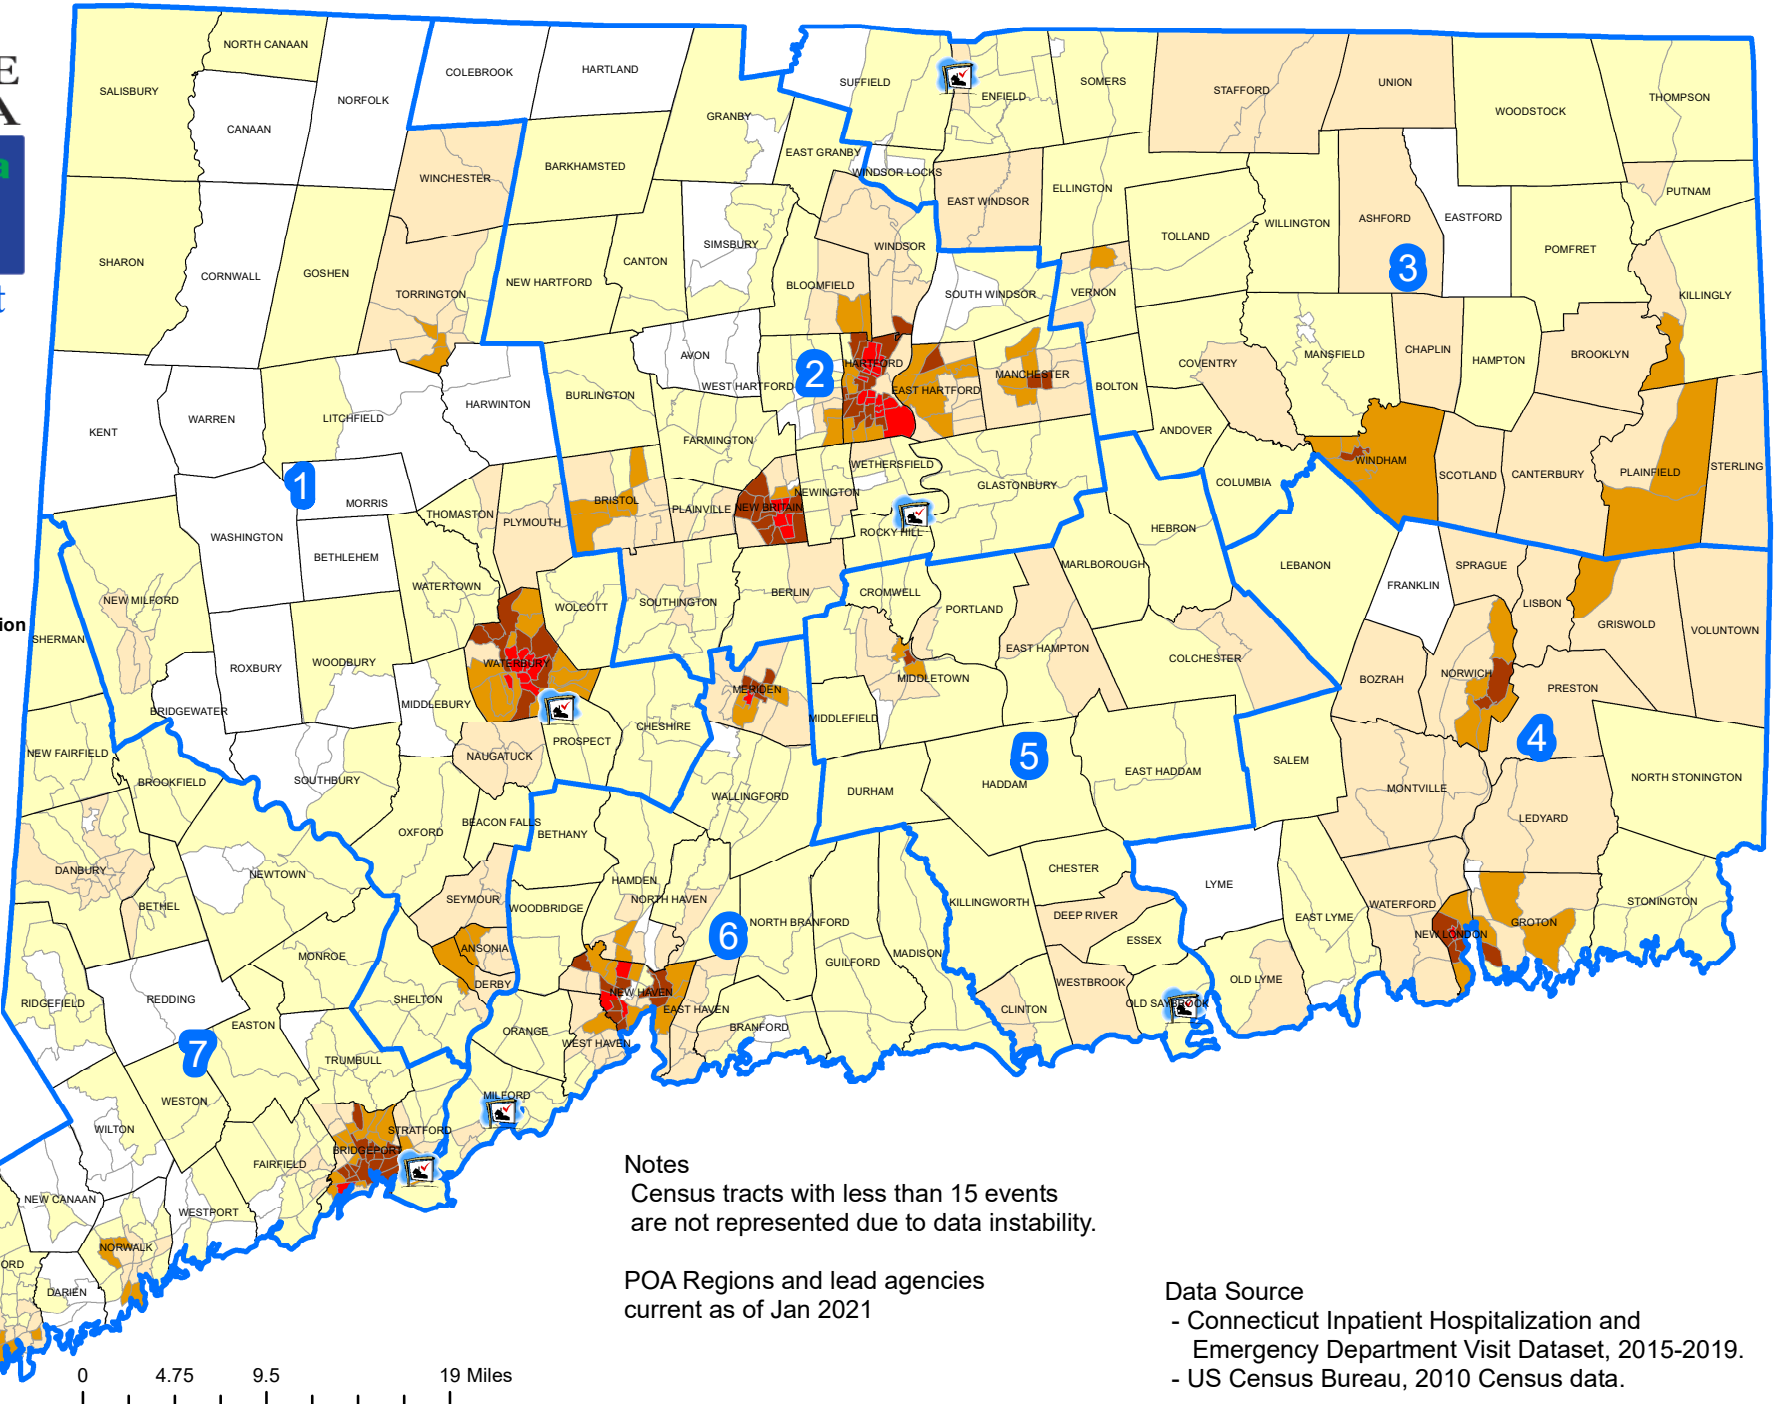 E
A
a
t
ion
NORTH CANAAN
SALISBURY
CANAAN
NORFOLK
COLEBROOK
HARTLAND
SUFFIELD
ENFIELD
SOMERS
STAFFORD
UNION
WOODSTOCK
THOMPSON
GRANBY
EAST GRANBY
WINDSOR LOCKS
BARKHAMSTED
WINCHESTER
EAST WINDSOR
ELLINGTON
PUTNAM
TOLLAND
WILLINGTON
ASHFORD
EASTFORD
POMFRET
3
SHARON
CORNWALL
GOSHEN
TORRINGTON
NEW HARTFORD
CANTON
SIMSBURY
BLOOMFIELD
WINDSOR
SOUTH WINDSOR
VERNON
KILLINGLY
KENT
WARREN
LITCHFIELD
HARWINTON
BURLINGTON
AVON
WEST HARTFORD
2
HARTFORD
EAST HARTFORD
MANCHESTER
BOLTON
COVENTRY
MANSFIELD
CHAPLIN
HAMPTON
BROOKLYN
FARMINGTON
ANDOVER
WETHERSFIELD
WINDHAM
SCOTLAND
CANTERBURY
PLAINFIELD
STERLING
1
MORRIS
THOMASTON
PLYMOUTH
BRISTOL
PLAINVILLE
NEW BRITAIN
NEWINGTON
ROCKY HILL
GLASTONBURY
COLUMBIA
HEBRON
WASHINGTON
BETHLEHEM
WATERTOWN
WOLCOTT
SOUTHINGTON
BERLIN
CROMWELL
PORTLAND
MARLBOROUGH
LEBANON
FRANKLIN
SPRAGUE
LISBON
GRISWOLD
VOLUNTOWN
NEW MILFORD
SHERMAN
ROXBURY
WOODBURY
WATERBURY
MERIDEN
MIDDLETOWN
EAST HAMPTON
COLCHESTER
BOZRAH
NORWICH
PRESTON
BRIDGEWATER
MIDDLEBURY
PROSPECT
CHESHIRE
MIDDLEFIELD
4
NEW FAIRFIELD
BROOKFIELD
SOUTHBURY
NAUGATUCK
WALLINGFORD
DURHAM
5
HADDAM
EAST HADDAM
SALEM
MONTVILLE
NORTH STONINGTON
OXFORD
BEACON FALLS
BETHANY
LEDYARD
DANBURY
NEWTOWN
BETHEL
SEYMOUR
WOODBRIDGE
HAMDEN
NORTH HAVEN
6
NORTH BRANFORD
KILLINGWORTH
CHESTER
DEEP RIVER
LYME
EAST LYME
WATERFORD
NEW LONDON
GROTON
STONINGTON
MONROE
ANSONIA
DERBY
GUILFORD
MADISON
ESSEX
WESTBROOK
OLD SAYBROOK
OLD LYME
CLINTON
RIDGEFIELD
REDDING
EASTON
SHELTON
ORANGE
NEW HAVEN
EAST HAVEN
BRANFORD
WEST HAVEN
7
TRUMBULL
WESTON
MILFORD
WILTON
BRIDGEPORT
STRATFORD
FAIRFIELD
NEW CANAAN
WESTPORT
NORWALK
ORD
DARIEN
Notes
Census tracts with less than 15 events
are not represented due to data instability.
POA Regions and lead agencies
current as of Jan 2021
Data Source
- Connecticut Inpatient Hospitalization and
Emergency Department Visit Dataset, 2015-2019.
- US Census Bureau, 2010 Census data.
0 4.75 9.5 19 Miles